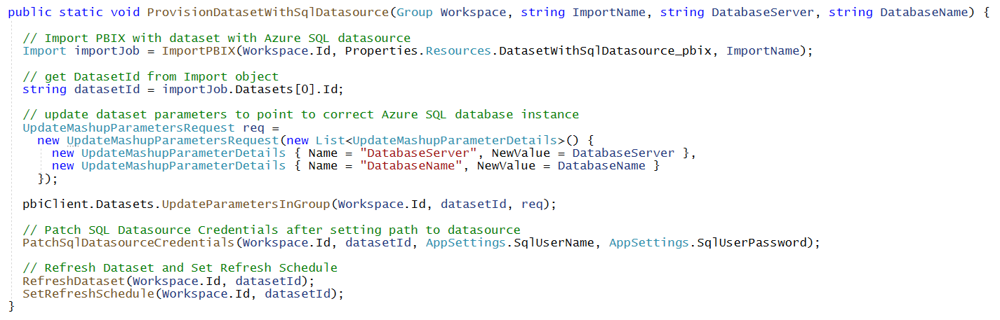 public static void ProvisionDatasetWithSqlDatasource(Group Workspace, string ImportName, string DatabaseServer, string DatabaseName) {
// Import PBIX with dataset with Azure SQL datasource
Import importJob = ImportPBIX(Workspace.Id, Properties.Resources.DatasetWithSqlDatasource_pbix, ImportName);
// get DatasetId from Import object
string datasetId = importJob.Datasets[0].Id;
// update dataset parameters to point to correct Azure SQL database instance
UpdateMashupParametersRequest req =
new UpdateMashupParametersRequest(new List<UpdateMashupParameterDetails>() {
new UpdateMashupParameterDetails { Name = "DatabaseServer", NewValue = DatabaseServer },
new UpdateMashupParameterDetails { Name = "DatabaseName", NewValue = DatabaseName }
});
pbiClient.Datasets.UpdateParametersInGroup(Workspace.Id, datasetId, req);
// Patch SQL Datasource Credentials after setting path to datasource
PatchSqlDatasourceCredentials(Workspace.Id, datasetId, AppSettings.SqlUserName, AppSettings.SqlUserPassword);
// Refresh Dataset and Set Refresh Schedule
RefreshDataset(Workspace.Id, datasetId);
SetRefreshSchedule(Workspace.Id, datasetId);
}